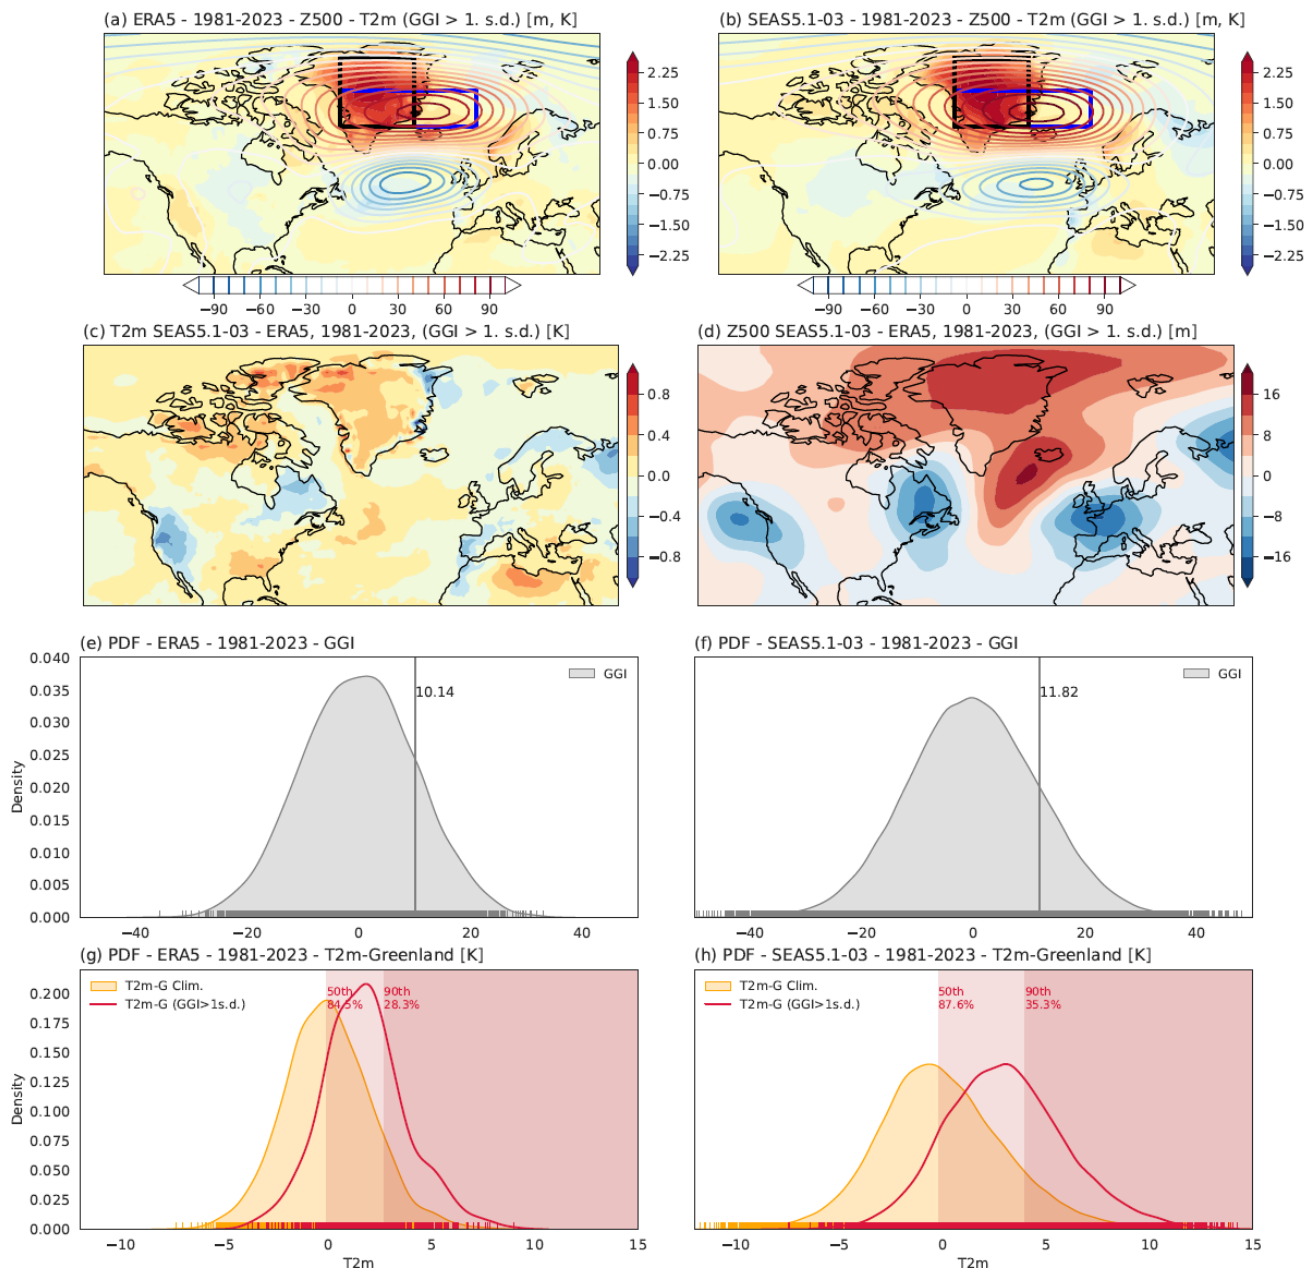 (a) ERA5 - 1981-2023 - Z500 - T2m (GGI > 1. s.d.) [m, K]
(b) SEAS5.1-03 - 1981-2023 - Z500 - T2m (GGI > 1. s.d.) [m, K]
2.25
1.50
0.75
0.00
−0.75
−1.50
−2.25
2.25
1.50
0.75
0.00
−0.75
−1.50
−2.25
−90 −60 −30 0 30 60 90
−90 −60 −30 0 30 60 90
(c) T2m SEAS5.1-03 - ERA5, 1981-2023, (GGI > 1. s.d.) [K]
(d) Z500 SEAS5.1-03 - ERA5, 1981-2023, (GGI > 1. s.d.) [m]
0.8
0.4
0.0
−0.4
−0.8
16
8
0
−8
−16
(e) PDF - ERA5 - 1981-2023 - GGI
(f) PDF - SEAS5.1-03 - 1981-2023 - GGI
0.040
0.035
0.030
0.025
0.020
0.015
0.010
0.005
0.000
Density
GGI
10.14
−40 −20 0 20 40
GGI
11.82
−40 −20 0 20 40
(g) PDF - ERA5 - 1981-2023 - T2m-Greenland [K]
(h) PDF - SEAS5.1-03 - 1981-2023 - T2m-Greenland [K]
0.200
0.175
0.150
0.125
0.100
0.075
0.050
0.025
0.000
Density
T2m-G Clim.
T2m-G (GGI>1s.d.)
50th
84.5%
90th
28.3%
−10 −5 0 5 10 15
T2m
T2m-G Clim.
T2m-G (GGI>1s.d.)
50th
87.6%
90th
35.3%
−10 −5 0 5 10 15
T2m